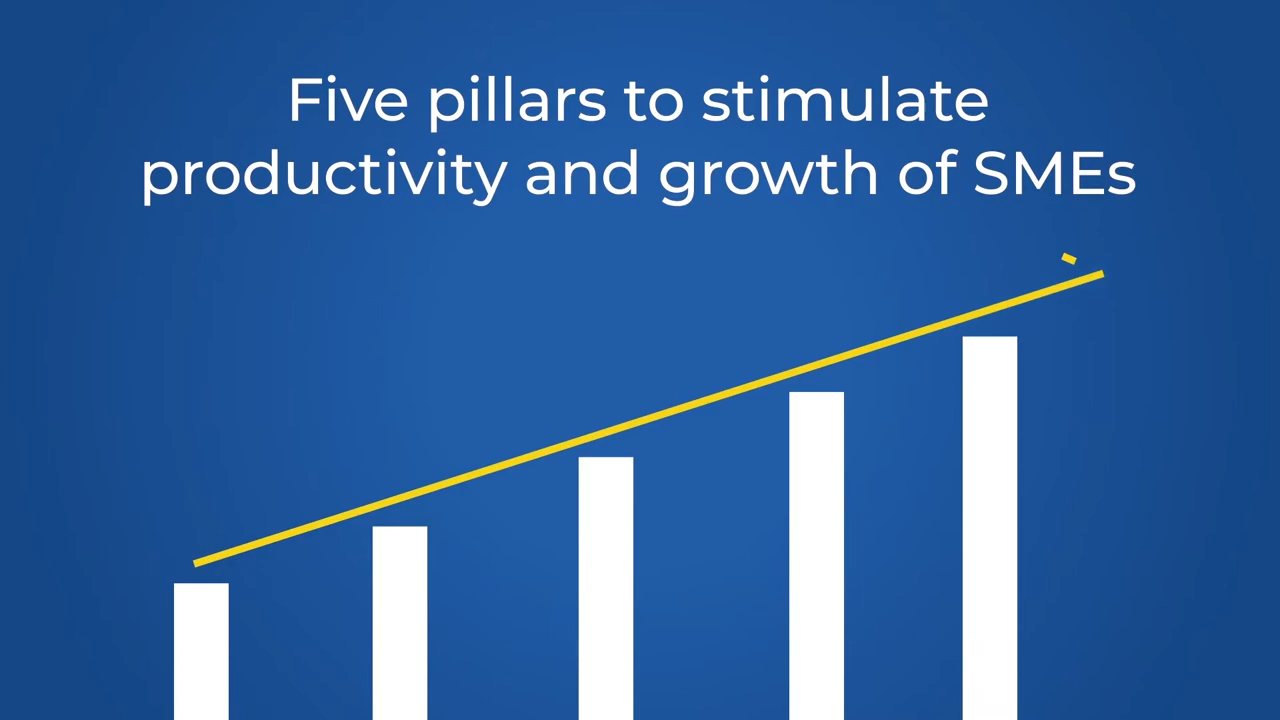 Five pillars to stimulate
productivity and growth of SMEs